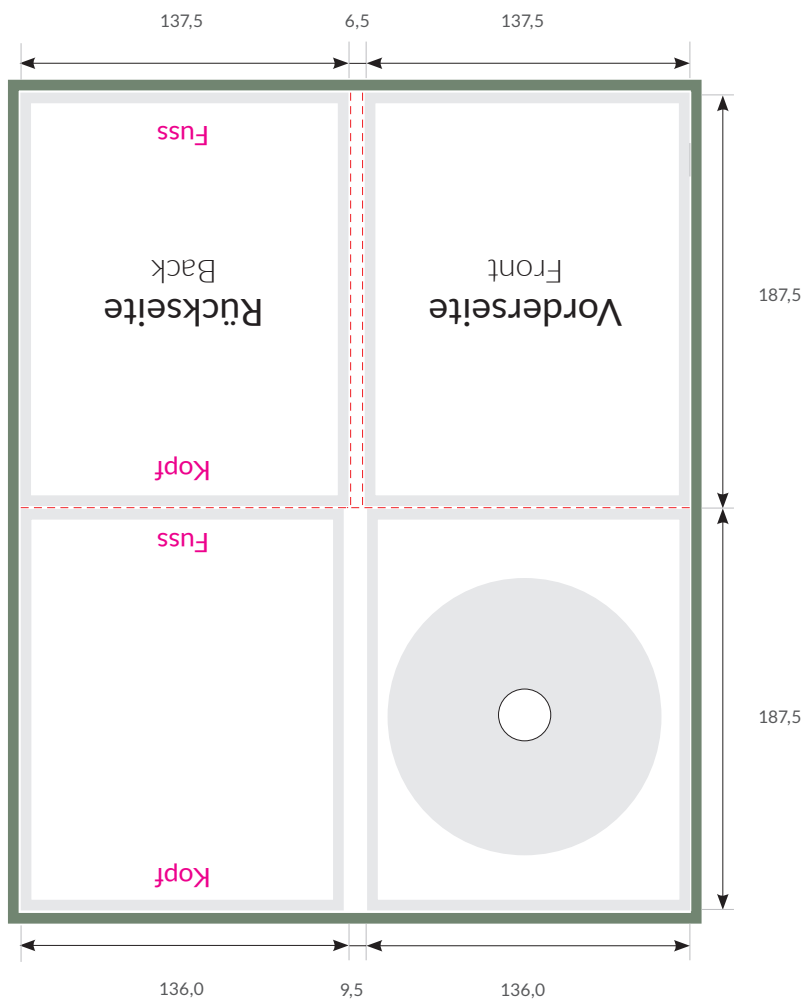 137,5
6,5
137,5
Fuss
Back
Rückseite
Front
Vorderseite
187,5
Kopf
Fuss
187,5
Kopf
136,0
9,5
136,0